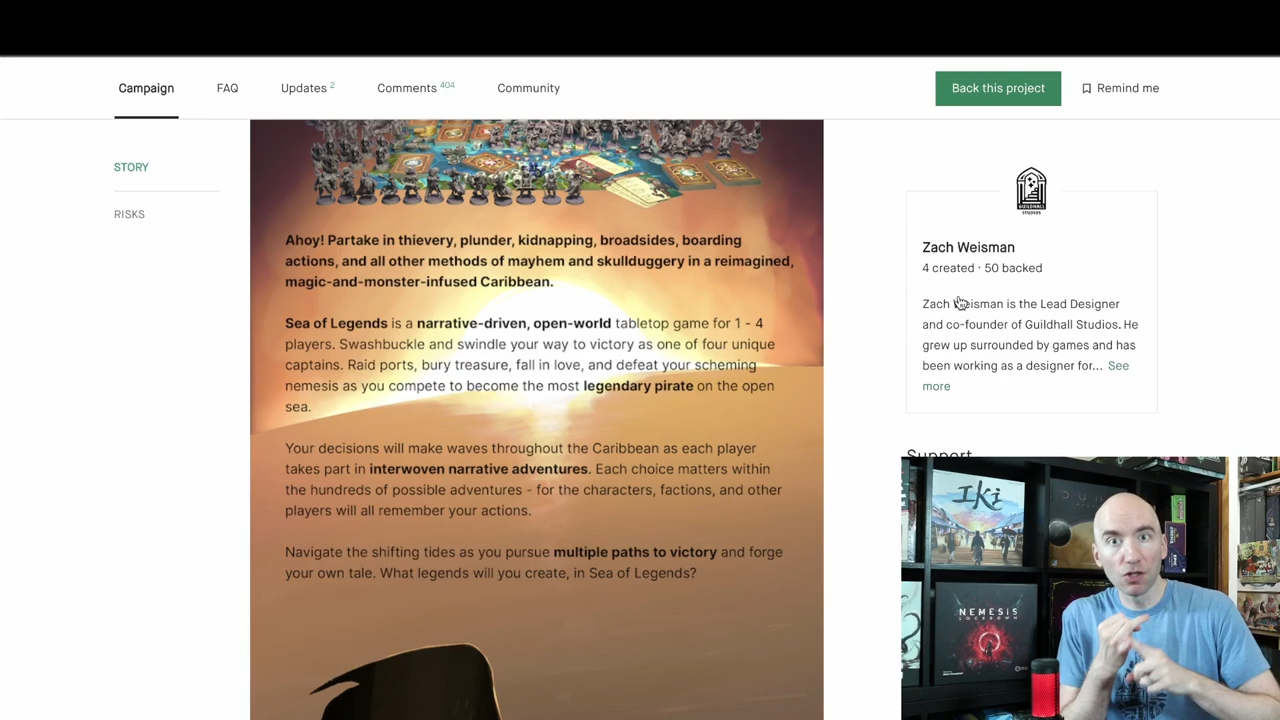 Campaign
FAQ
Updates 2
Comments 404
Community
Back this project
Remind me
STORY
RISKS
Ahoy! Partake in thievery, plunder, kidnapping, broadsides, boarding
actions, and all other methods of mayhem and skullduggery in a reimagined,
magic-and-monster-infused Caribbean.
Sea of Legends is a narrative-driven, open-world tabletop game for 1 - 4
players. Swashbuckle and swindle your way to victory as one of four unique
captains. Raid ports, bury treasure, fall in love, and defeat your scheming
nemesis as you compete to become the most legendary pirate on the open
sea.
Your decisions will make waves throughout the Caribbean as each player
takes part in interwoven narrative adventures. Each choice matters within
the hundreds of possible adventures - for the characters, factions, and other
players will all remember your actions.
Navigate the shifting tides as you pursue multiple paths to victory and forge
your own tale. What legends will you create, in Sea of Legends?
GUILDHALL
STUDIOS
Zach Weisman
4 created · 50 backed
Zach Weisman is the Lead Designer
and co-founder of Guildhall Studios. He
grew up surrounded by games and has
been working as a designer for... See
more
Support
IKI
DUNE
NEMESIS
LOCKDOWN